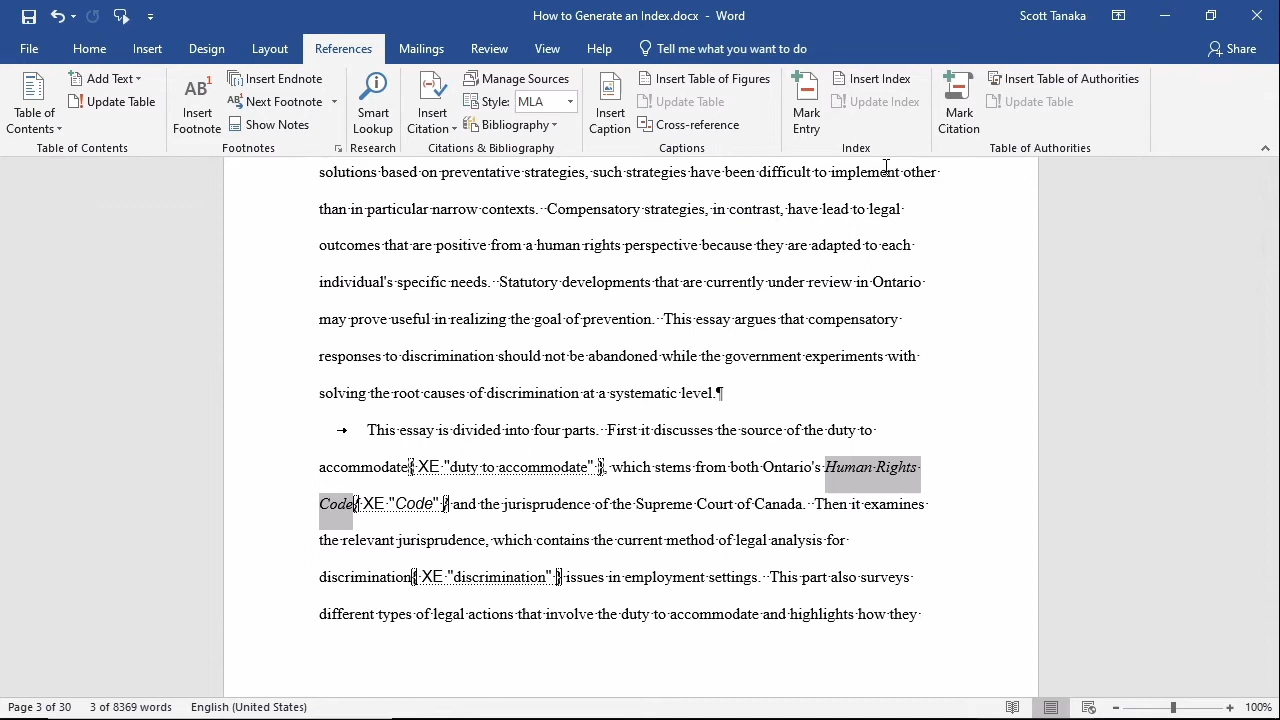 How to Generate an Index.docx - Word
Scott Tanaka
File Home Insert Design Layout References Mailings Review View Help Tell me what you want to do Share
Table of Contents
Add Text
Update Table
Table of Contents
AB¹ Insert Footnote
Insert Endnote
Next Footnote
Show Notes
Footnotes
Smart Lookup
Research
Insert Citation
Manage Sources
Style: MLA
Bibliography
Citations & Bibliography
Insert Caption
Insert Table of Figures
Update Table
Cross-reference
Captions
Mark Entry
Insert Index
Update Index
Index
Mark Citation
Insert Table of Authorities
Update Table
Table of Authorities
solutions·based·on·preventative·strategies,·such·strategies·have·been·difficult·to·implement·other·
than·in·particular·narrow·contexts.··Compensatory·strategies,·in·contrast,·have·lead·to·legal·
outcomes·that·are·positive·from·a·human·rights·perspective·because·they·are·adapted·to·each·
individual's·specific·needs.··Statutory·developments·that·are·currently·under·review·in·Ontario·
may·prove·useful·in·realizing·the·goal·of·prevention.··This·essay·argues·that·compensatory·
responses·to·discrimination·should·not·be·abandoned·while·the·government·experiments·with·
solving·the·root·causes·of·discrimination·at·a·systematic·level.¶
→ This·essay·is·divided·into·four·parts.··First·it·discusses·the·source·of·the·duty·to·
accommodate{·XE·"duty·to·accommodate"·},·which·stems·from·both·Ontario's·Human·Rights·
Code{·XE·"Code"·}·and·the·jurisprudence·of·the·Supreme·Court·of·Canada.··Then·it·examines·
the·relevant·jurisprudence,·which·contains·the·current·method·of·legal·analysis·for·
discrimination{·XE·"discrimination"·}·issues·in·employment·settings.··This·part·also·surveys·
different·types·of·legal·actions·that·involve·the·duty·to·accommodate·and·highlights·how·they·
Page 3 of 30 3 of 8369 words English (United States) 100%